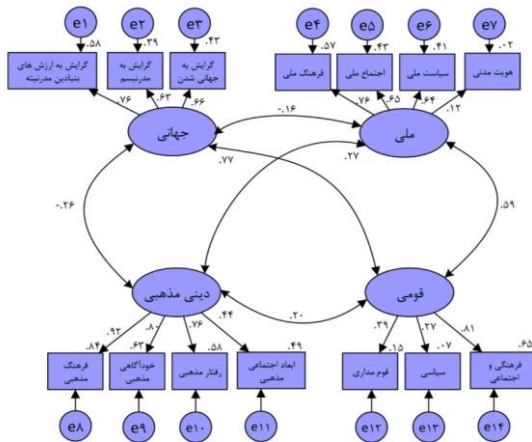 e۱ e۲ e۳ e۴ e۵ e۶ e۷
.۵۸ .۳۹ .۴۳ .۵۷ .۴۳ .۴۱ .۰۲
گرایش به ارزش های
بنیادین مدرنیته
گرایش به
مدرنیسم
گرایش به
جهانی شدن
فرهنگ ملی
اجتماع ملی
سیاست ملی
هویت مدنی
.۷۶ .۶۳ .۶۶ .۷۶ .۶۵ .۶۴ .۱۲
جهانی
-.۱۶
ملی
.۷۷ .۲۷
.۵۹
-.۲۶
دینی مذهبی
.۲۰
قومی
.۹۲ .۸۰ .۷۶ .۴۴ .۳۹ .۲۷ .۸۱
.۸۴ .۶۳ .۵۸ .۴۹ .۱۵ .۰۷ .۶۵
فرهنگ
مذهبی
خودآگاهی
مذهبی
رفتار مذهبی
ابعاد اجتماعی
مذهبی
قوم مداری
سیاسی
فرهنگی و
اجتماعی
e۸ e۹ e۱۰ e۱۱ e۱۲ e۱۳ e۱۴